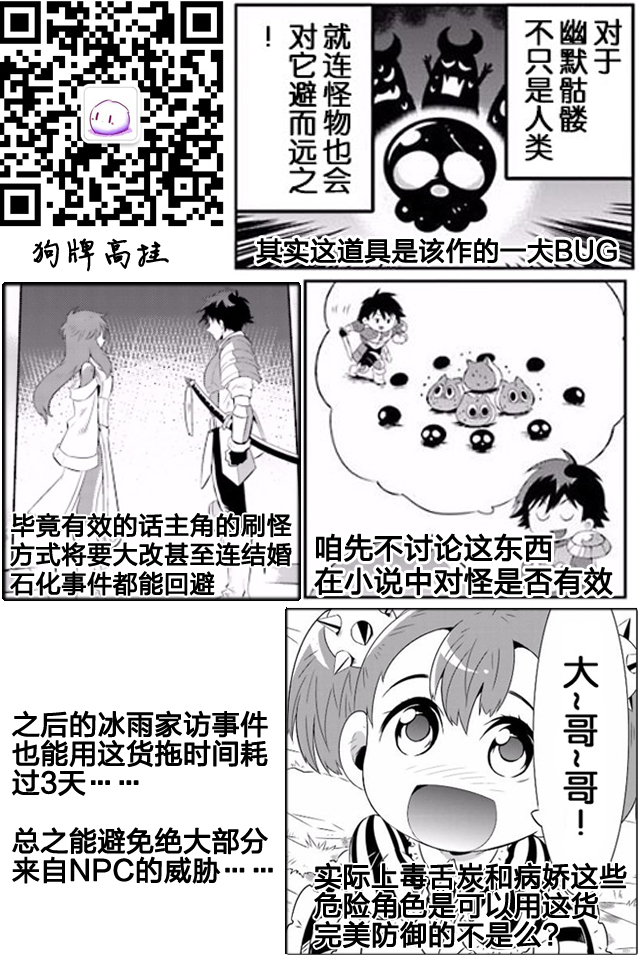 狗牌高挂
对于
幽默骷髅
不只是人类
就连怪物也会
对它避而远之
！
其实这道具是该作的一大BUG
毕竟有效的话主角的刷怪
方式将要大改甚至连结婚
石化事件都能回避
咱先不讨论这东西
在小说中对怪是否有效
之后的冰雨家访事件
也能用这货拖时间耗
过3天……
总之能避免绝大部分
来自NPC的威胁……
大~哥~哥！
实际上毒舌炭和病娇这些
危险角色是可以用这货
完美防御的不是么?